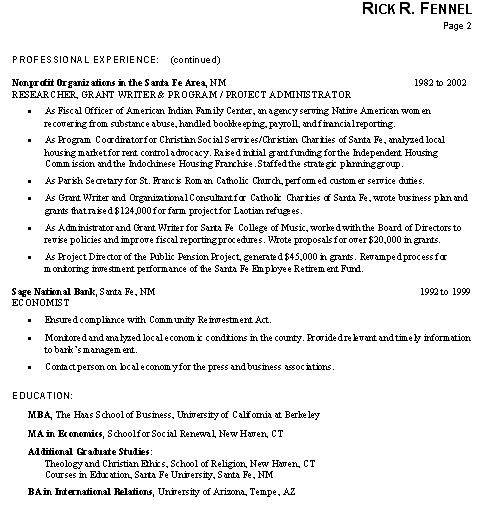 RICK R. FENNEL
Page 2
PROFESSIONAL EXPERIENCE: (continued)
Nonprofit Organizations in the Santa Fe Area, NM 1982 to 2002
RESEARCHER, GRANT WRITER & PROGRAM / PROJECT ADMINISTRATOR
• As Fiscal Officer of American Indian Family Center, an agency serving Native American women
recovering from substance abuse, handled bookkeeping, payroll, and financial reporting.
• As Program Coordinator for Christian Social Services/Christian Charities of Santa Fe, analyzed local
housing market for rent control advocacy. Raised initial grant funding for the Independent Housing
Commission and the Indochinese Housing Franchise. Staffed the strategic planning group.
• As Parish Secretary for St. Francis Roman Catholic Church, performed customer service duties.
• As Grant Writer and Organizational Consultant for Catholic Charities of Santa Fe, wrote business plan and
grants that raised $124,000 for farm project for Laotian refugees.
• As Administrator and Grant Writer for Santa Fe College of Music, worked with the Board of Directors to
revise policies and improve fiscal reporting procedures. Wrote proposals for over $20,000 in grants.
• As Project Director of the Public Pension Project, generated $45,000 in grants. Revamped process for
monitoring investment performance of the Santa Fe Employee Retirement Fund.
Sage National Bank, Santa Fe, NM 1992 to 1999
ECONOMIST
• Ensured compliance with Community Reinvestment Act.
• Monitored and analyzed local economic conditions in the county. Provided relevant and timely information
to bank's management.
• Contact person on local economy for the press and business associations.
EDUCATION:
MBA, The Haas School of Business, University of California at Berkeley
MA in Economics, School for Social Renewal, New Haven, CT
Additional Graduate Studies:
Theology and Christian Ethics, School of Religion, New Haven, CT
Courses in Education, Santa Fe University, Santa Fe, NM
BA in International Relations, University of Arizona, Tempe, AZ